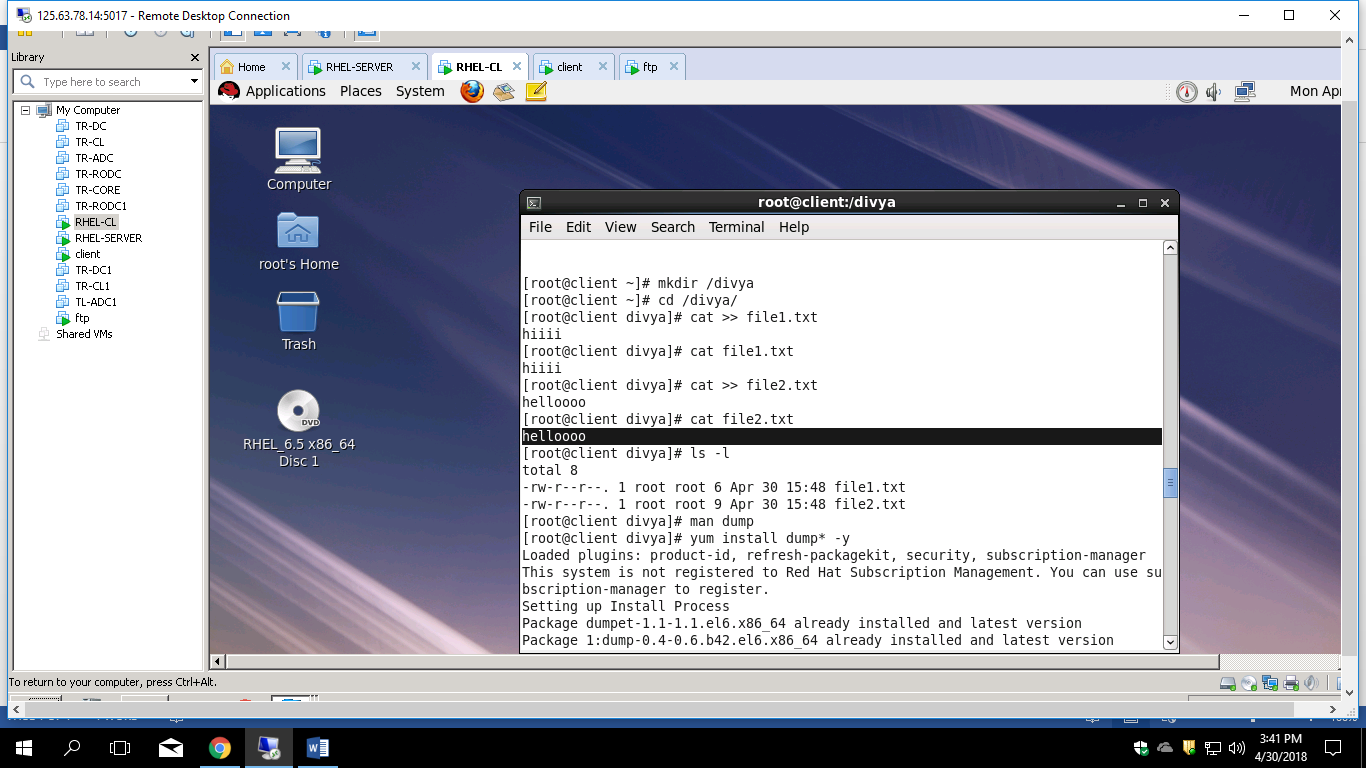 125.63.78.14:5017 - Remote Desktop Connection
Library
Type here to search
My Computer
TR-DC
TR-CL
TR-ADC
TR-RODC
TR-CORE
TR-RODC1
RHEL-CL
RHEL-SERVER
client
TR-DC1
TR-CL1
TL-ADC1
ftp
Shared VMs
Home RHEL-SERVER RHEL-CL client ftp
Applications Places System Mon Apr
Computer
root's Home
Trash
DVD
RHEL_6.5 x86_64
Disc 1
root@client:/divya
File Edit View Search Terminal Help
[root@client ~]# mkdir /divya
[root@client ~]# cd /divya/
[root@client divya]# cat >> file1.txt
hiiii
[root@client divya]# cat file1.txt
hiiii
[root@client divya]# cat >> file2.txt
helloooo
[root@client divya]# cat file2.txt
helloooo
[root@client divya]# ls -l
total 8
-rw-r--r--. 1 root root 6 Apr 30 15:48 file1.txt
-rw-r--r--. 1 root root 9 Apr 30 15:48 file2.txt
[root@client divya]# man dump
[root@client divya]# yum install dump* -y
Loaded plugins: product-id, refresh-packagekit, security, subscription-manager
This system is not registered to Red Hat Subscription Management. You can use su
bscription-manager to register.
Setting up Install Process
Package dumpet-1.1-1.1.el6.x86_64 already installed and latest version
Package 1:dump-0.4-0.6.b42.el6.x86_64 already installed and latest version
To return to your computer, press Ctrl+Alt.
3:41 PM
4/30/2018